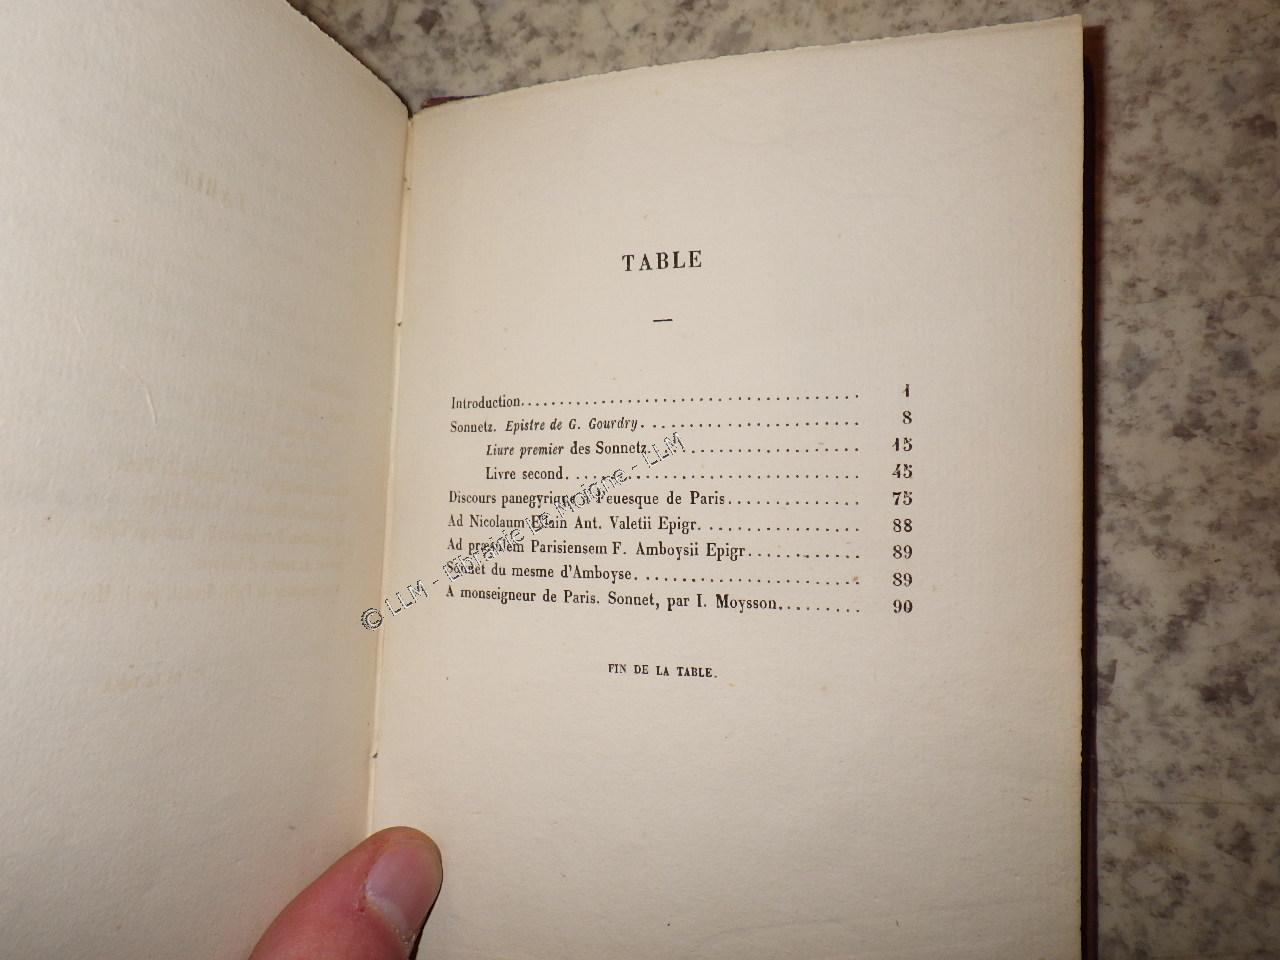 TABLE
Introduction. . . . . . . . . . . . . . . . . . . . . . . . . . . . . . . . . . . . . 1
Sonnetz. Epistre de G. Gourdry. . . . . . . . . . . . . . . . . . . . . . . . 8
Liure premier des Sonnetz. . . . . . . . . . . . . . . . . . . . 15
Livre second. . . . . . . . . . . . . . . . . . . . . . . . . . . . . . 45
Discours panegyrique à l'euesque de Paris. . . . . . . . . . . . . . 75
Ad Nicolaum Ellain Ant. Valetii Epigr. . . . . . . . . . . . . . . . . 88
Ad præsulem Parisiensem F. Amboysii Epigr. . . . . . . . . . . . 89
Sonnet du mesme d'Amboyse. . . . . . . . . . . . . . . . . . . . . . . . 89
A monseigneur de Paris. Sonnet, par I. Moysson. . . . . . . . . 90
© LLM - Librairie Le Moigne - LLM
FIN DE LA TABLE.